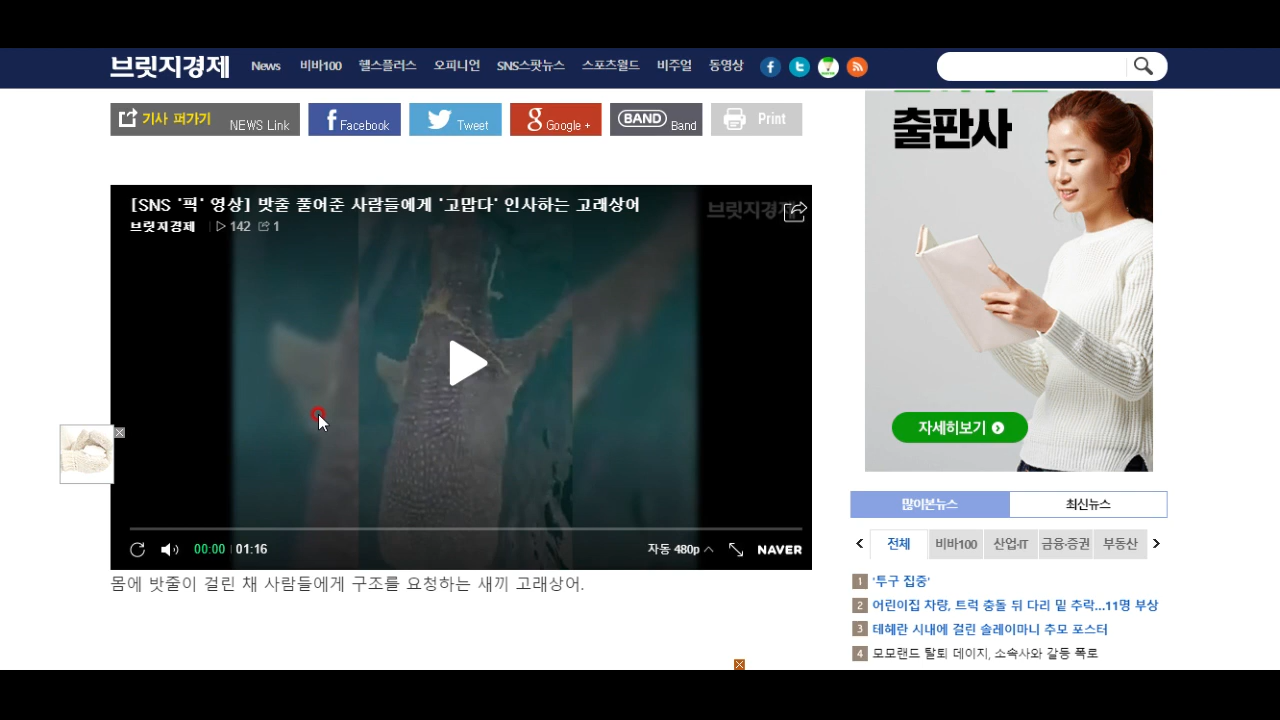 브릿지경제 News 비바100 헬스플러스 오피니언 SNS스팟뉴스 스포츠월드 비주얼 동영상
기사 퍼가기 NEWS Link Facebook Tweet Google + BAND Band Print
출판사
[SNS '픽' 영상] 밧줄 풀어준 사람들에게 '고맙다' 인사하는 고래상어
브릿지경제
브릿지경제 142 1
자세히보기
00:00 01:16 자동 480p NAVER
몸에 밧줄이 걸린 채 사람들에게 구조를 요청하는 새끼 고래상어.
많이본뉴스 최신뉴스
전체 비바100 산업·IT 금융·증권 부동산
1 '투구 집중'
2 어린이집 차량, 트럭 충돌 뒤 다리 밑 추락...11명 부상
3 테헤란 시내에 걸린 솔레이마니 추모 포스터
4 모모랜드 탈퇴 데이지, 소속사와 갈등 폭로